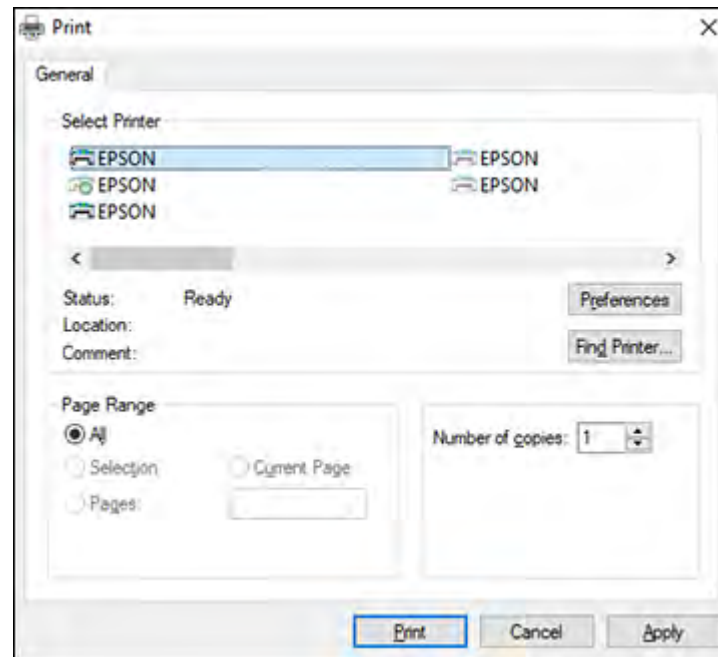 Print
General
Select Printer
EPSON EPSON
EPSON EPSON
EPSON
Status: Ready
Location:
Comment:
Preferences
Find Printer...
Page Range
All
Selection Current Page
Pages:
Number of copies: 1
Print Cancel Apply